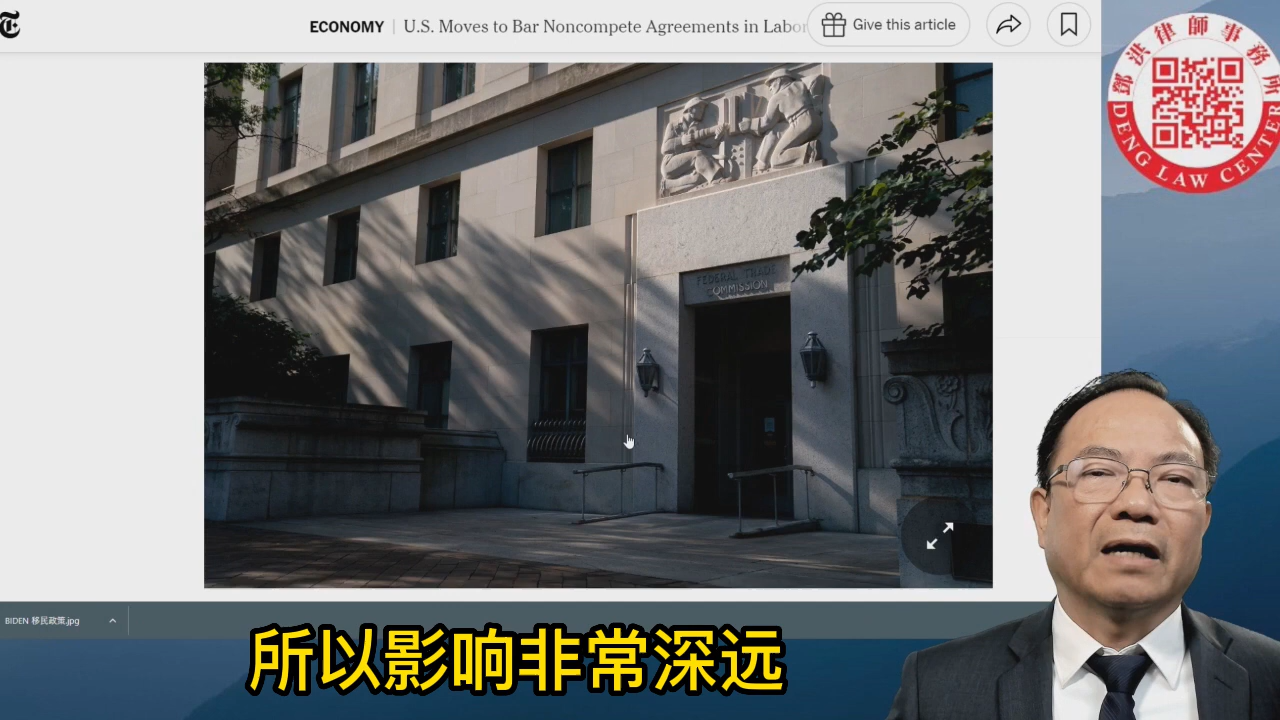 ECONOMY | U.S. Moves to Bar Noncompete Agreements in Labor
Give this article
鄧洪律師事務所
DENG LAW CENTER
FEDERAL TRADE
COMMISSION
BIDEN 移民政策.jpg
所以影响非常深远